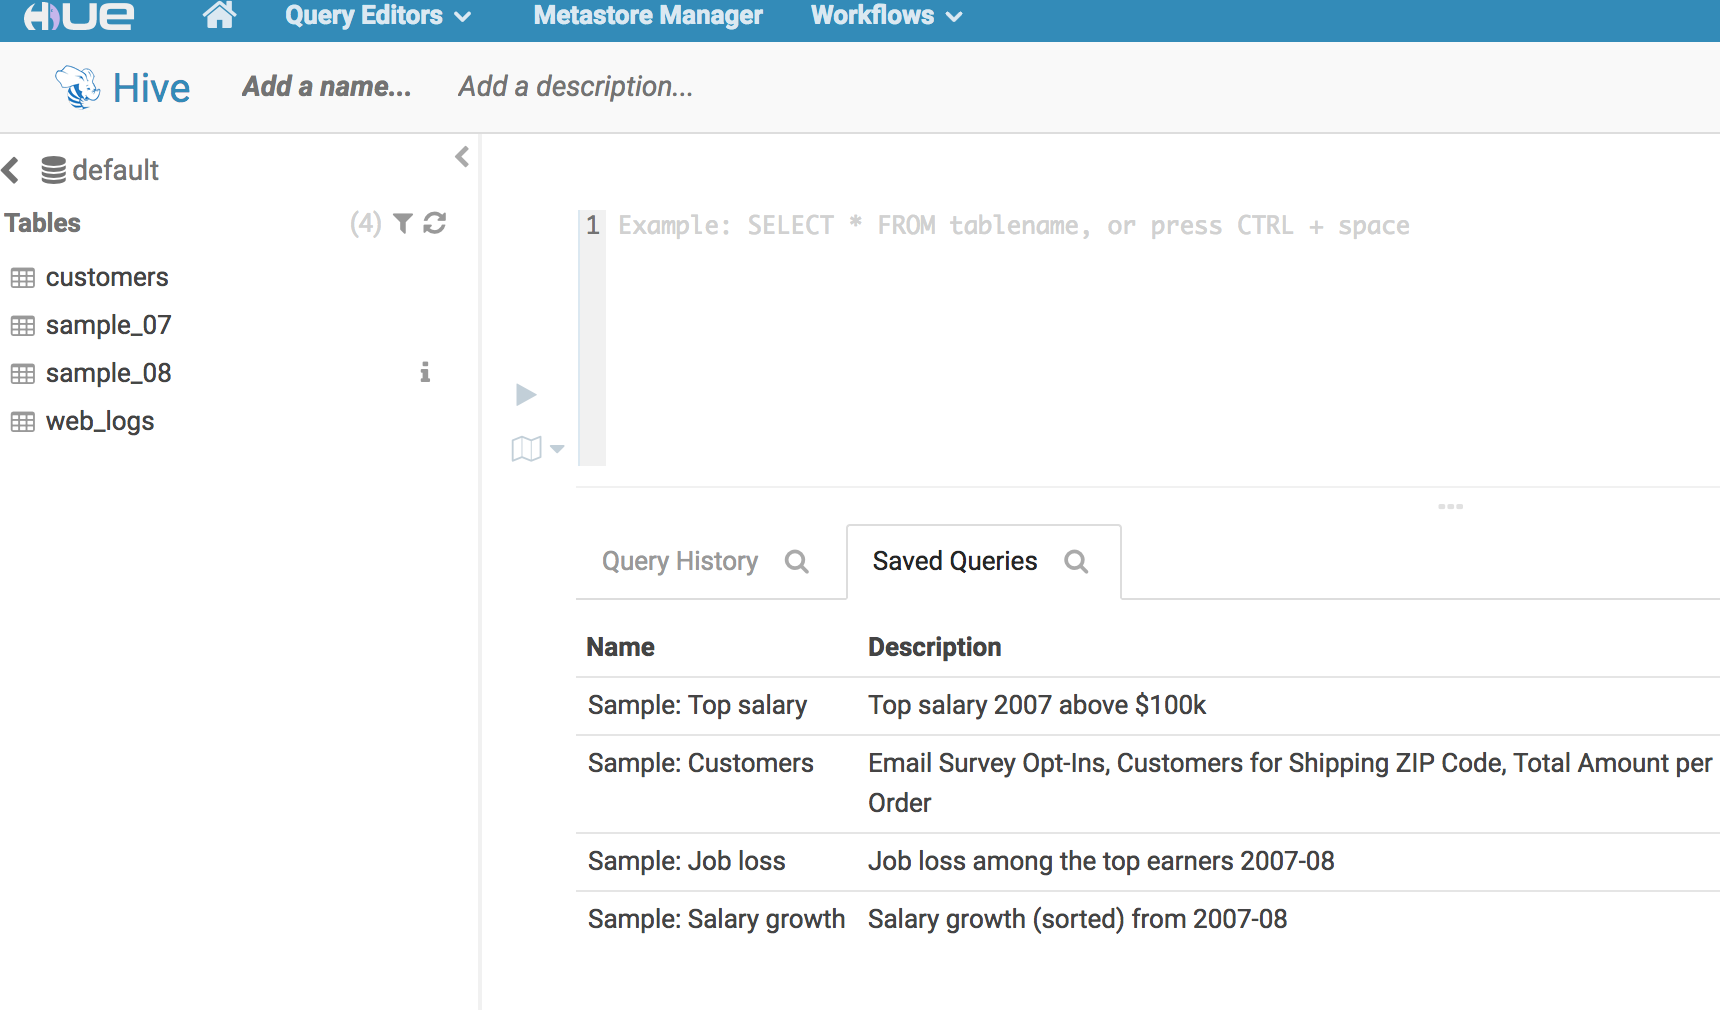 HUE Query Editors Metastore Manager Workflows
Hive Add a name... Add a description...
default
Tables (4)
customers
sample_07
sample_08
web_logs
1 Example: SELECT * FROM tablename, or press CTRL + space
Query History Saved Queries
Name Description
Sample: Top salary Top salary 2007 above $100k
Sample: Customers Email Survey Opt-Ins, Customers for Shipping ZIP Code, Total Amount per
Order
Sample: Job loss Job loss among the top earners 2007-08
Sample: Salary growth Salary growth (sorted) from 2007-08